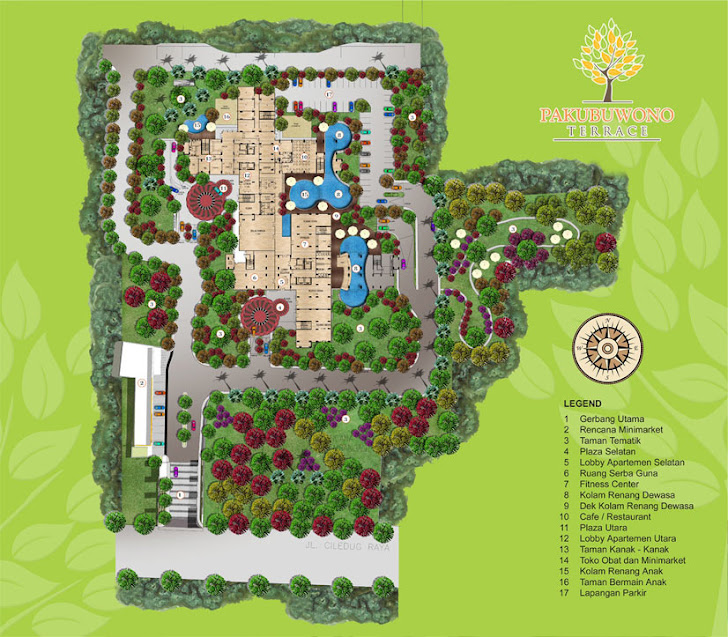 PAKUBUWONO
TERRACE
LEGEND
1 Gerbang Utama
2 Rencana Minimarket
3 Taman Tematik
4 Plaza Selatan
5 Lobby Apartemen Selatan
6 Ruang Serba Guna
7 Fitness Center
8 Kolam Renang Dewasa
9 Dek Kolam Renang Dewasa
10 Cafe / Restaurant
11 Plaza Utara
12 Lobby Apartemen Utara
13 Taman Kanak - Kanak
14 Toko Obat dan Minimarket
15 Kolam Renang Anak
16 Taman Bermain Anak
17 Lapangan Parkir
JL. CILEDUG RAYA